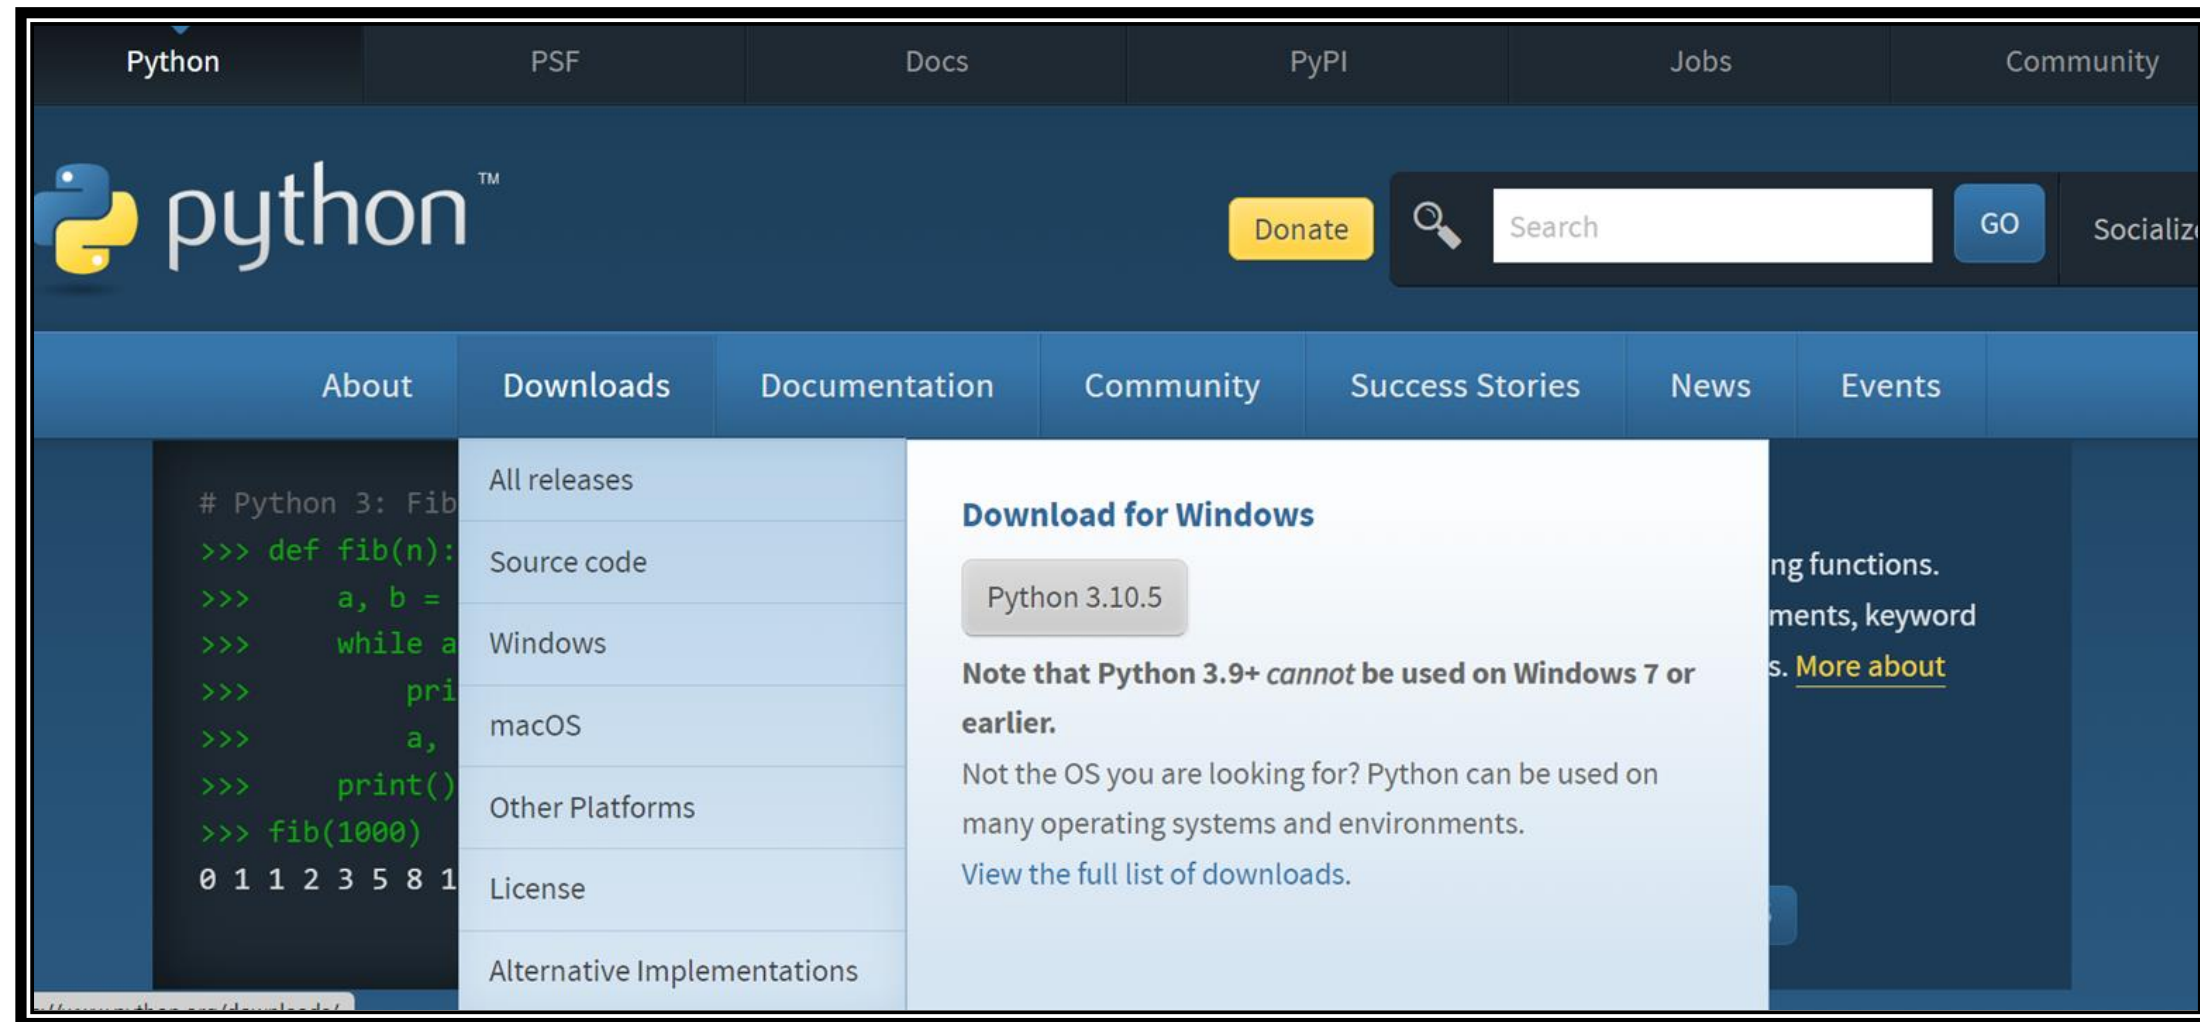 Python PSF Docs PyPI Jobs Community
python™
Donate Search GO Socialize
About Downloads Documentation Community Success Stories News Events
# Python 3: Fib
>>> def fib(n):
>>> a, b =
>>> while a
>>> pri
>>> a,
>>> print()
>>> fib(1000)
0 1 1 2 3 5 8 1
All releases
Source code
Windows
macOS
Other Platforms
License
Alternative Implementations
Download for Windows
Python 3.10.5
Note that Python 3.9+ cannot be used on Windows 7 or
earlier.
Not the OS you are looking for? Python can be used on
many operating systems and environments.
View the full list of downloads.
ng functions.
ments, keyword
s. More about